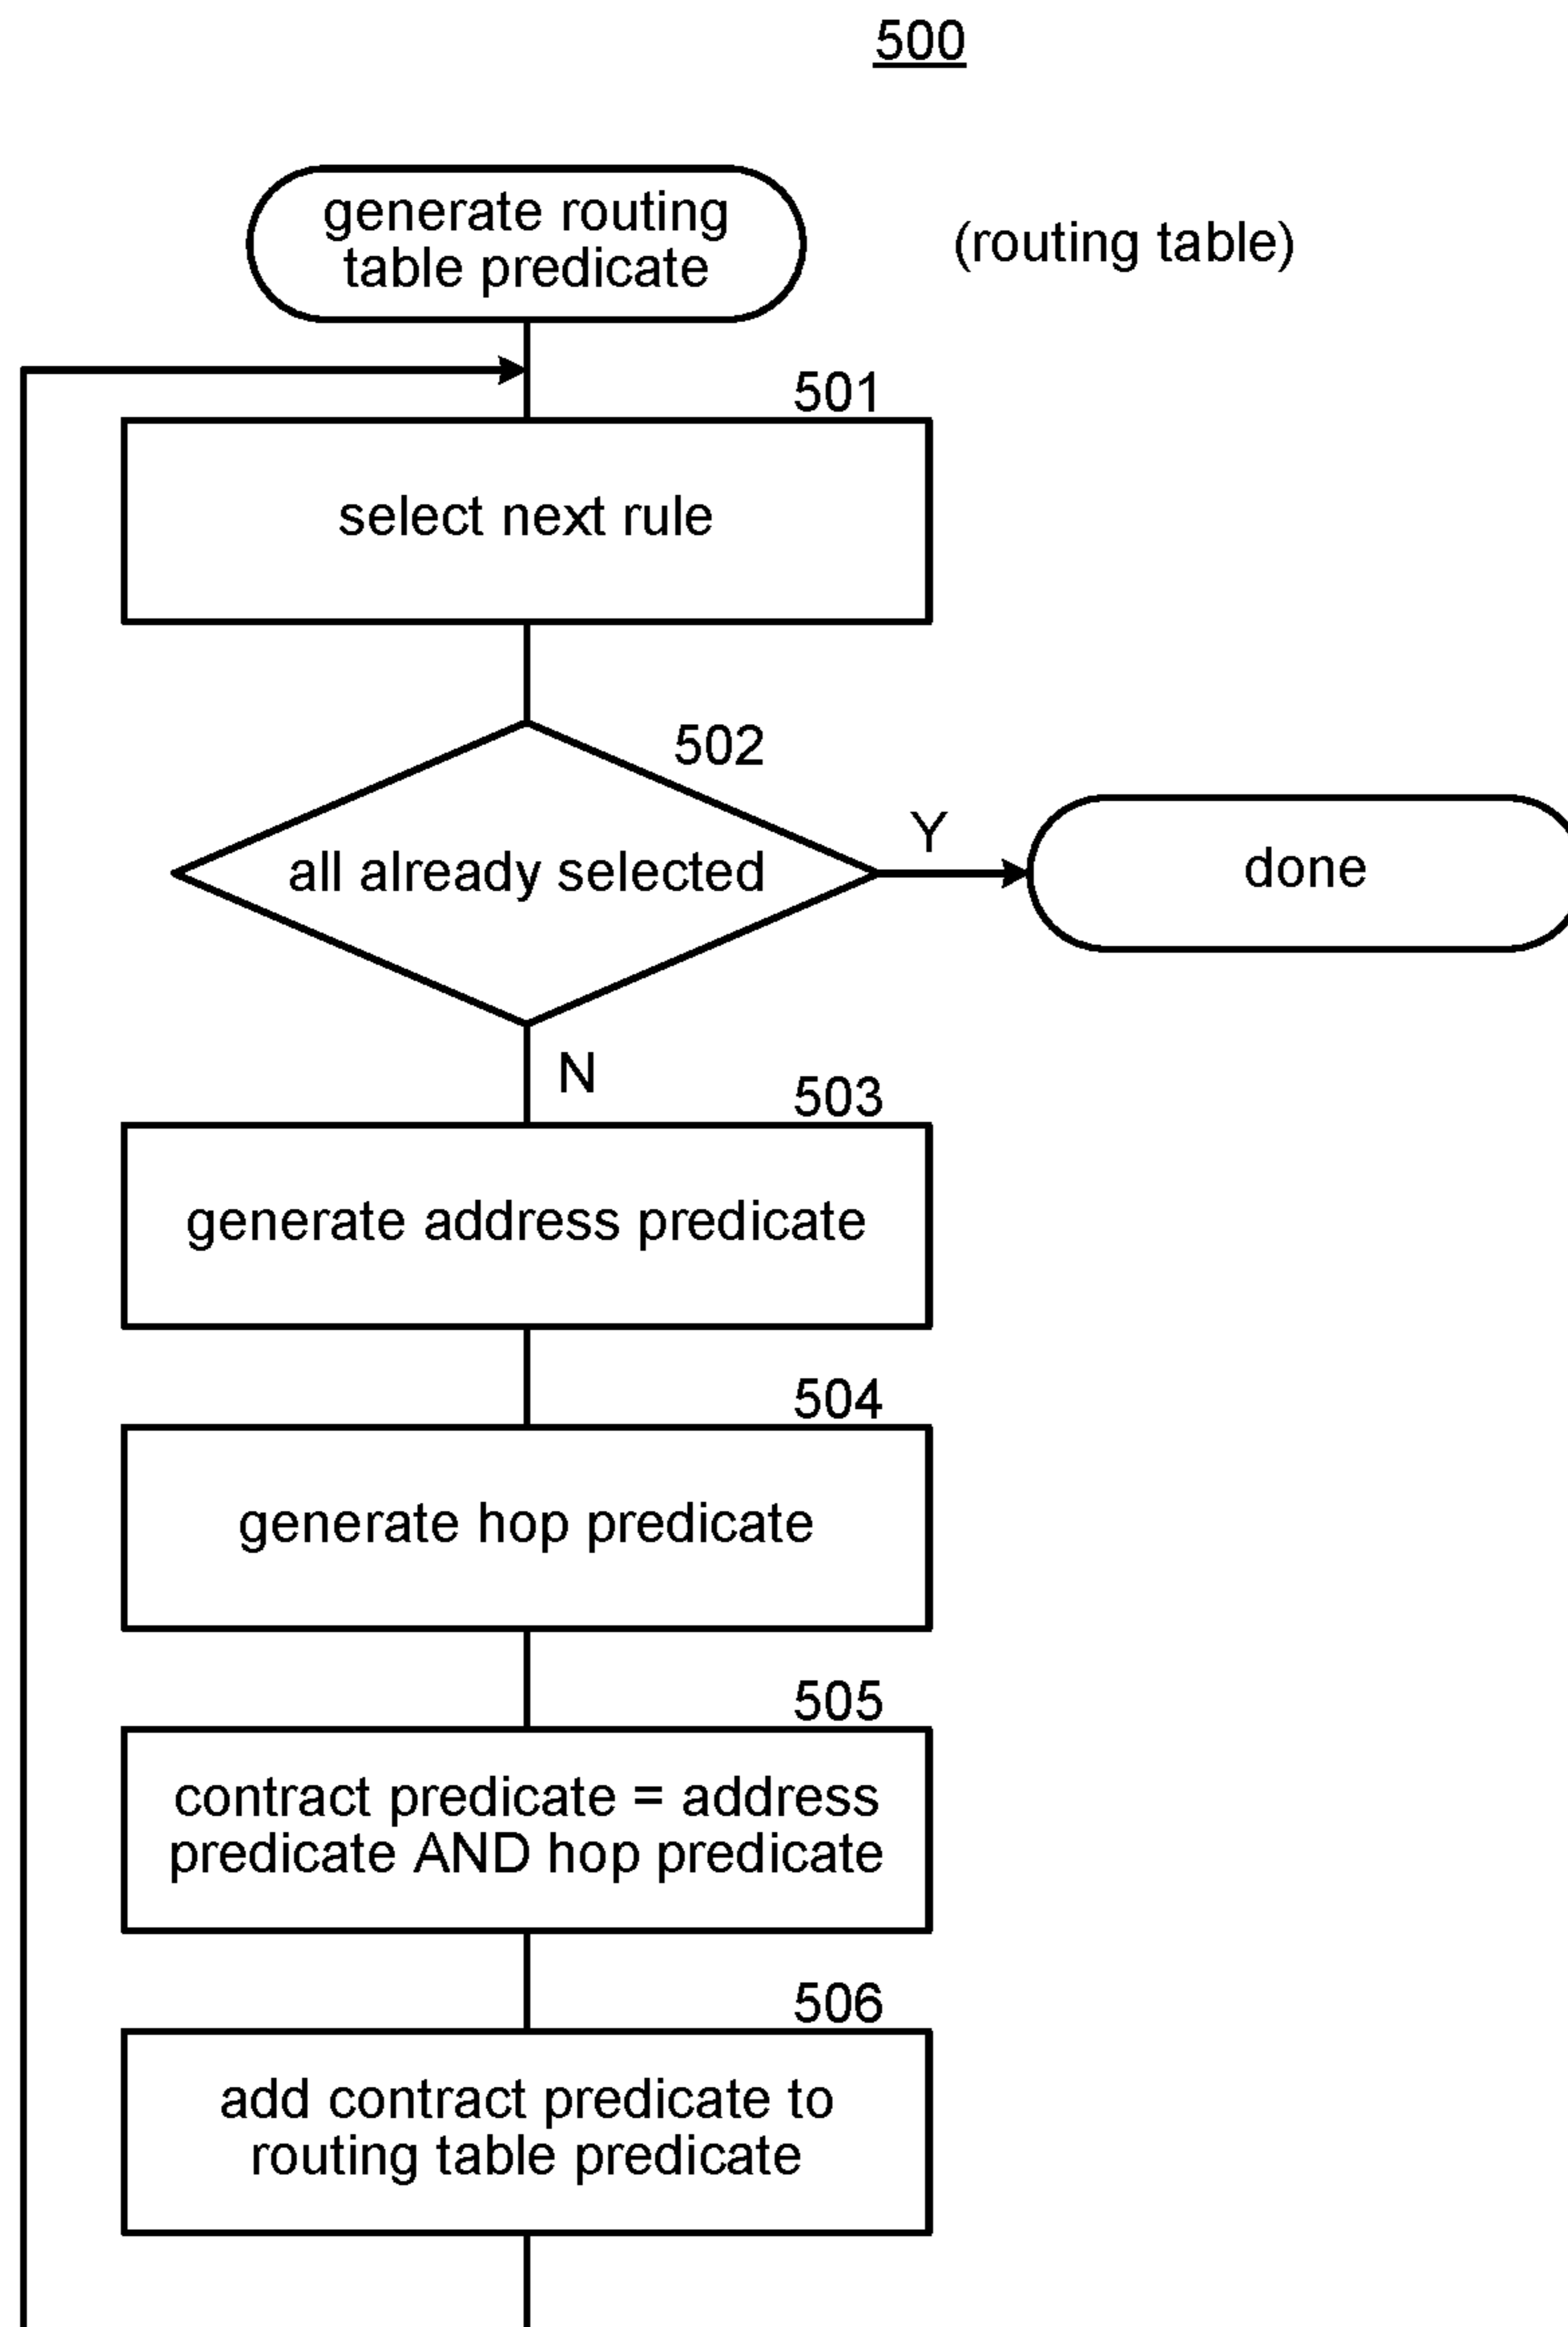 500
generate routing
table predicate
(routing table)
501
select next rule
502
all already selected
Y
done
N
503
generate address predicate
504
generate hop predicate
505
contract predicate = address
predicate AND hop predicate
506
add contract predicate to
routing table predicate